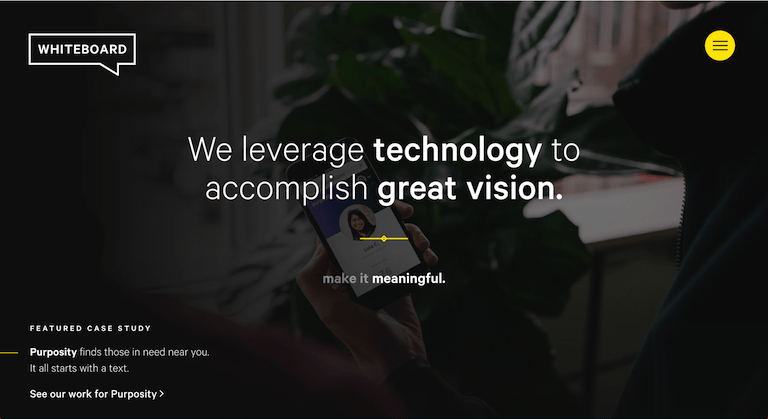 WHITEBOARD
We leverage technology to
accomplish great vision.
make it meaningful.
FEATURED CASE STUDY
Purposity finds those in need near you.
It all starts with a text.
See our work for Purposity >